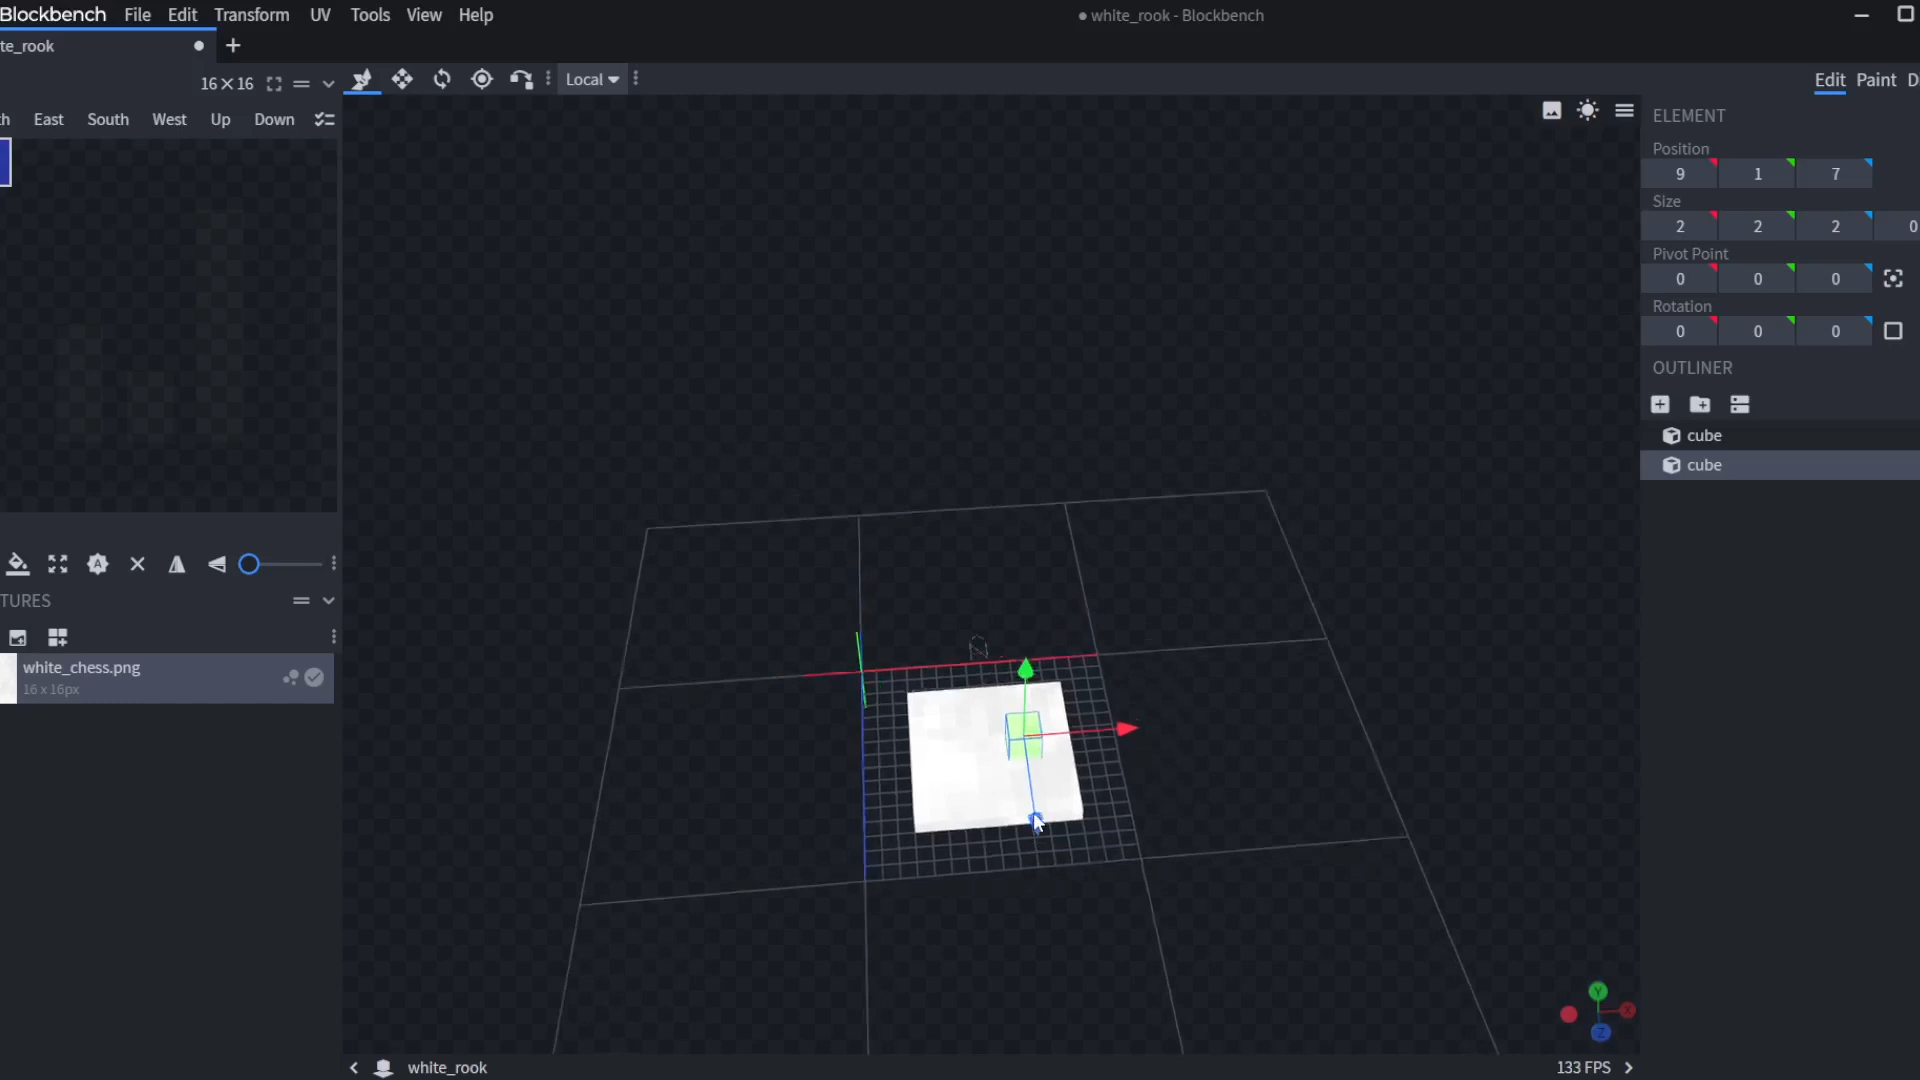 Blockbench File Edit Transform UV Tools View Help
● white_rook - Blockbench
te_rook
16×16
Local
Edit Paint D
h East South West Up Down
ELEMENT
Position
9 1 7
Size
2 2 2 0
Pivot Point
0 0 0
Rotation
0 0 0
OUTLINER
cube
cube
A
TURES
white_chess.png
16 x 16px
Y
X
Z
white_rook
133 FPS